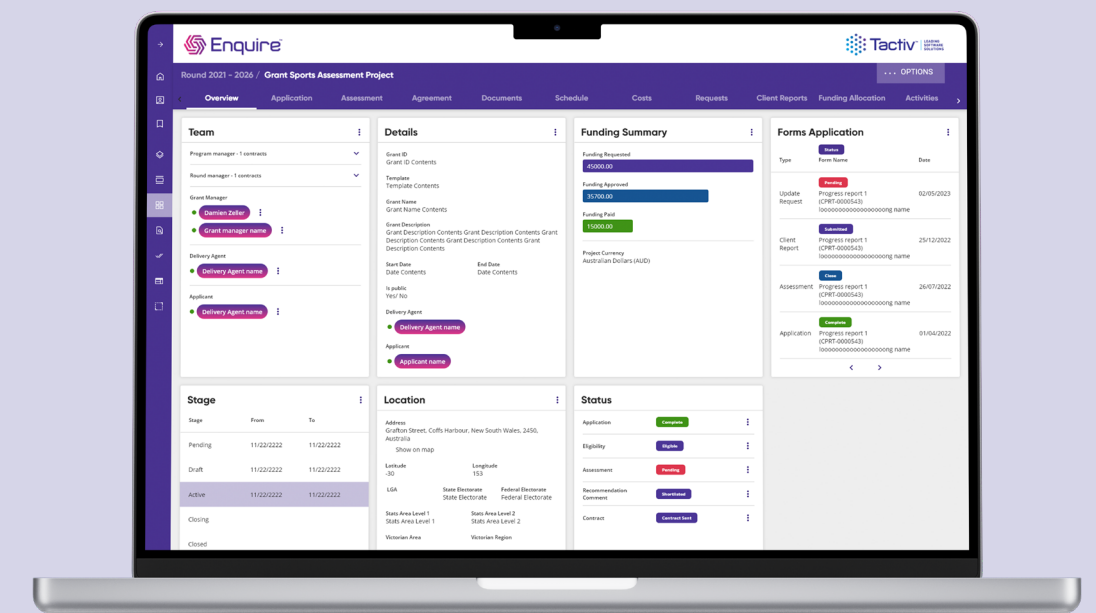 Enquire
Tactiv
LEADING
SOFTWARE
SOLUTIONS
Round 2021 - 2026 / Grant Sports Assessment Project
... OPTIONS
Overview
Application
Assessment
Agreement
Documents
Schedule
Costs
Requests
Client Reports
Funding Allocation
Activities
Team
Program manager - 1 contracts
Round manager - 1 contracts
Grant Manager
Damien Zeller
Grant manager name
Delivery Agent
Delivery Agent name
Applicant
Delivery Agent name
Details
Grant ID
Grant ID Contents
Template
Template Contents
Grant Name
Grant Name Contents
Grant Description
Grant Description Contents Grant Description Contents Grant
Description Contents Grant Description Contents Grant
Description Contents
Start Date End Date
Date Contents Date Contents
Is public
Yes/ No
Delivery Agent
Delivery Agent name
Applicant
Applicant name
Funding Summary
Funding Requested
45000.00
Funding Approved
35700.00
Funding Paid
15000.00
Project Currency
Australian Dollars (AUD)
Forms Application
Status
Type Form Name Date
Pending
Update Request
Progress report 1
(CPRT-0000543)
looooooooooooooooong name
02/05/2023
Submitted
Client Report
Progress report 1
(CPRT-0000543)
looooooooooooooooong name
25/12/2022
Close
Assessment
Progress report 1
(CPRT-0000543)
looooooooooooooooong name
26/07/2022
Complete
Application
Progress report 1
(CPRT-0000543)
looooooooooooooooong name
01/04/2022
Stage
Stage From To
Pending 11/22/2222 11/22/2222
Draft 11/22/2222 11/22/2222
Active 11/22/2222 11/22/2222
Closing
Closed
Location
Address
Grafton Street, Coffs Harbour, New South Wales, 2450,
Australia
Show on map
Latitude Longitude
-30 153
LGA State Electorate Federal Electorate
State Electorate Federal Electorate
Stats Area Level 1 Stats Area Level 2
Stats Area Level 1 Stats Area Level 2
Victorian Area Victorian Region
Status
Application Complete
Eligibility Eligible
Assessment Pending
Recommendation
Comment
Shortlisted
Contract Contract Sent